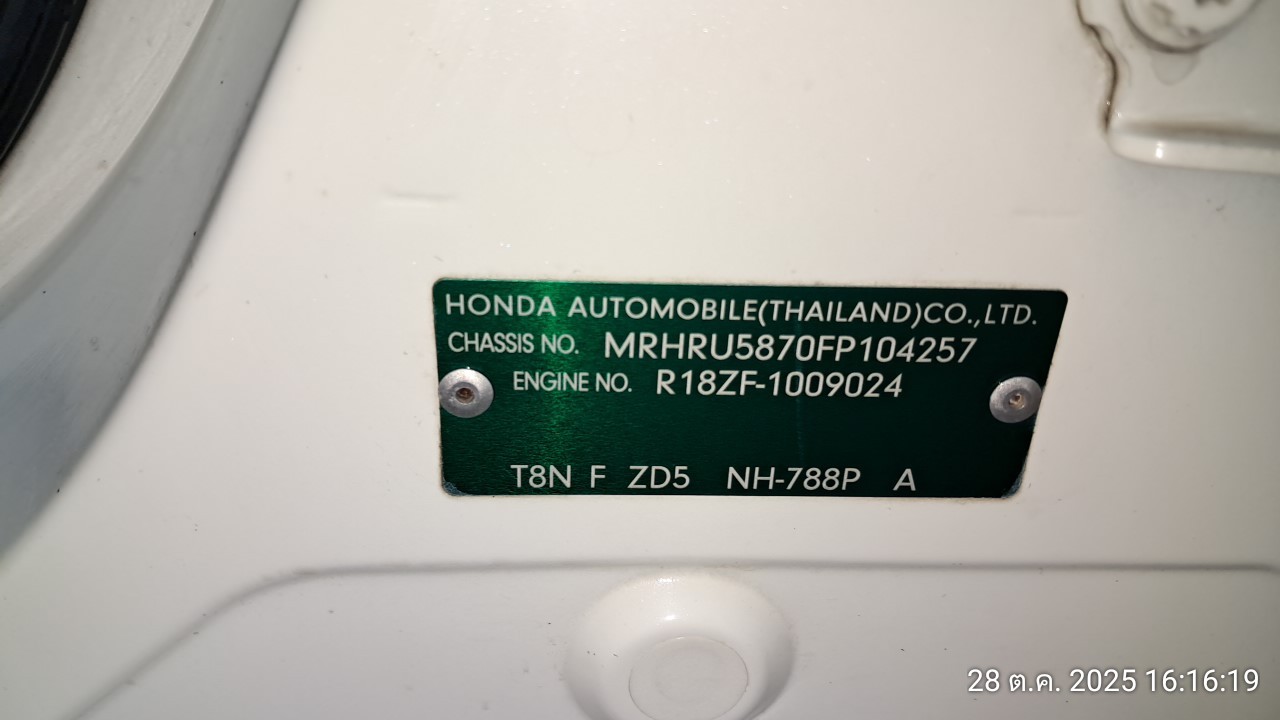 HONDA AUTOMOBILE(THAILAND)CO.,LTD.
CHASSIS NO. MRHRU5870FP104257
ENGINE NO. R18ZF-1009024
T8N F ZD5 NH-788P A
28 ต.ค. 2025 16:16:19